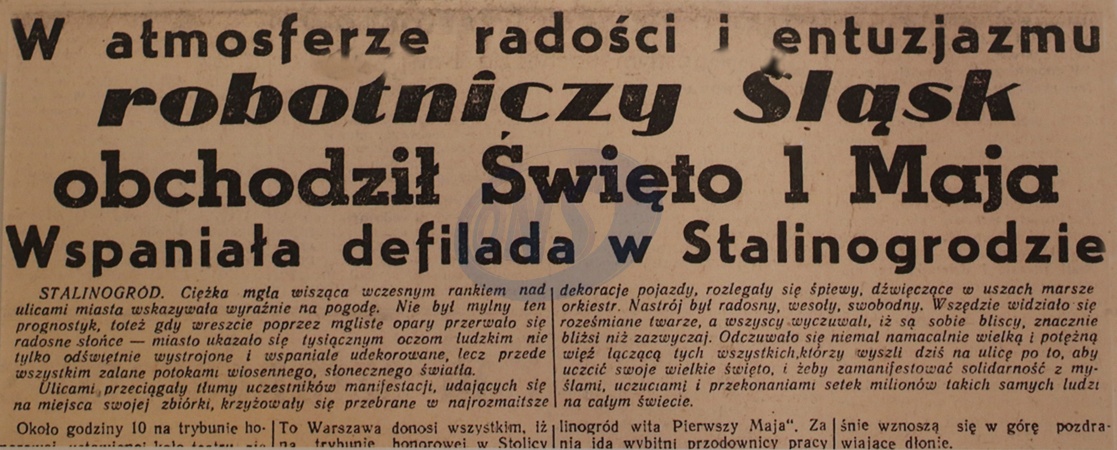 W atmosferze radości i entuzjazmu
robotniczy Śląsk
obchodził Święto 1 Maja
Wspaniała defilada w Stalinogrodzie
STALINOGRÓD. Ciężka mgła wisząca wczesnym rankiem nad
ulicami miasta wskazywała wyraźnie na pogodę. Nie był mylny ten
prognostyk, toteż gdy wreszcie poprzez mgliste opary przerwało się
radosne słońce — miasto ukazało się tysiącznym oczom ludzkim nie
tylko odświętnie wystrojone i wspaniale udekorowane, lecz przede
wszystkim zalane potokami wiosennego, słonecznego światła.
Ulicami przeciągały tłumy uczestników manifestacji, udających się
na miejsca swojej zbiórki, krzyżowały się przebrane w najrozmaitsze
dekoracje pojazdy, rozlegały się śpiewy, dźwięczące w uszach marsze
orkiestr. Nastrój był radosny, wesoły, swobodny. Wszędzie widziało się
roześmiane twarze, a wszyscy wyczuwali, iż są sobie bliscy, znacznie
bliżsi niż zazwyczaj. Odczuwało się niemal namacalnie wielką i potężną
więź łączącą tych wszystkich,którzy wyszli dziś na ulicę po to, aby
uczcić swoje wielkie święto, i żeby zamanifestować solidarność z my-
ślami, uczuciami i przekonaniami setek milionów takich samych ludzi
na całym świecie.
Około godziny 10 na trybunie ho-
To Warszawa donosi wszystkim, iż
na trybunie honorowej w Stolicy
linogród wita Pierwszy Maja“. Za
nią idą wybitni przodownicy pracy
śnie wznoszą się w górę pozdra-
wiające dłonie.